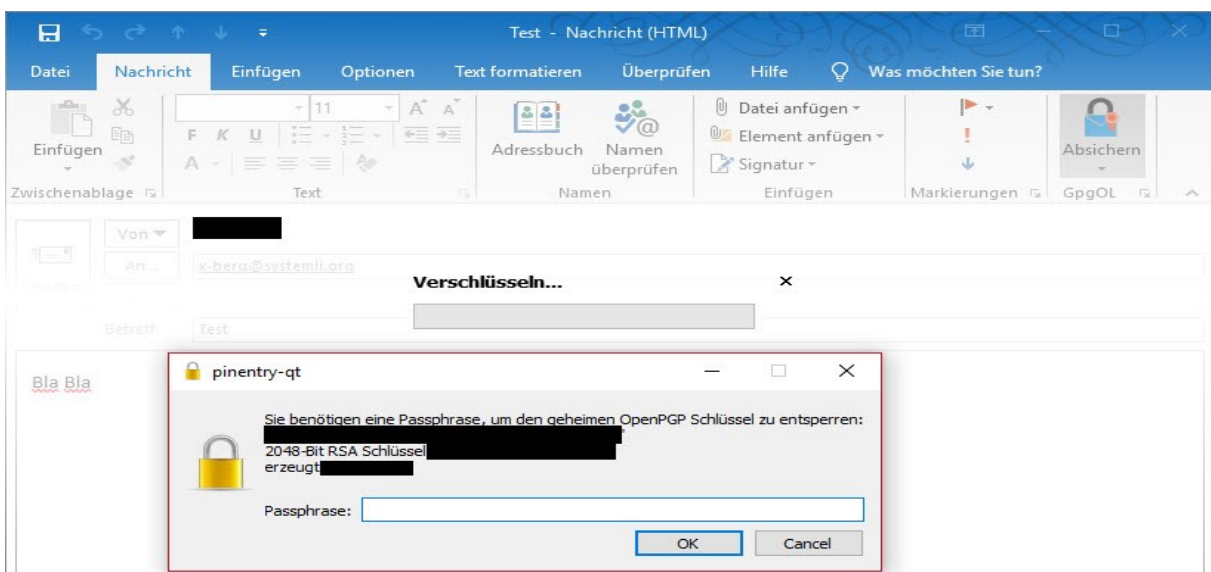 Test - Nachricht (HTML)
Datei Nachricht Einfügen Optionen Text formatieren Überprüfen Hilfe Was möchten Sie tun?
11 A A Datei anfügen
Einfügen F K U Adressbuch Namen überprüfen Element anfügen Absichern
A Signatur
Zwischenablage Text Namen Einfügen Markierungen GpgOL
Von
An... x-berg@systemli.org
Senden
Verschlüsseln...
Betreff Test
Bla Bla
pinentry-qt
Sie benötigen eine Passphrase, um den geheimen OpenPGP Schlüssel zu entsperren:
"
2048-Bit RSA Schlüssel
erzeugt
Passphrase:
OK Cancel